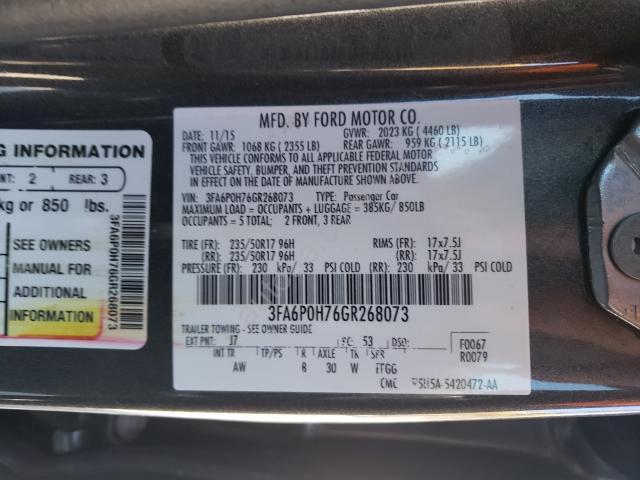 G INFORMATION
NT: 2 REAR: 3
kg or 850 lbs.
SEE OWNERS
MANUAL FOR
ADDITIONAL
INFORMATION
3FA6P0H76GR268073
MFD. BY FORD MOTOR CO.
DATE: 11/15 GVWR: 2023 KG ( 4460 LB)
FRONT GAWR: 1068 KG ( 2355 LB) REAR GAWR: 959 KG ( 2115 LB)
THIS VEHICLE CONFORMS TO ALL APPLICABLE FEDERAL MOTOR
VEHICLE SAFETY, BUMPER, AND THEFT PREVENTION STANDARDS
IN EFFECT ON THE DATE OF MANUFACTURE SHOWN ABOVE.
VIN: 3FA6P0H76GR268073 TYPE: Passenger Car
MAXIMUM LOAD = OCCUPANTS + LUGGAGE = 385KG/ 850LB
OCCUPANTS = 5 TOTAL: 2 FRONT, 3 REAR
TIRE (FR): 235/50R17 96H RIMS (FR): 17x7.5J
(RR): 235/50R17 96H (RR): 17x7.5J
PRESSURE (FR): 230 kPa/ 33 PSI COLD (RR): 230 kPa/ 33 PSI COLD
3FA6P0H76GR268073
TRAILER TOWING - SEE OWNER GUIDE
EXT PNT: J7 RC: 53 DSO: F0067
INT TR TP/PS R AXLE TR SPR R0079
AW B 30 W FFGG
CMC 5U5A-5420472-AA